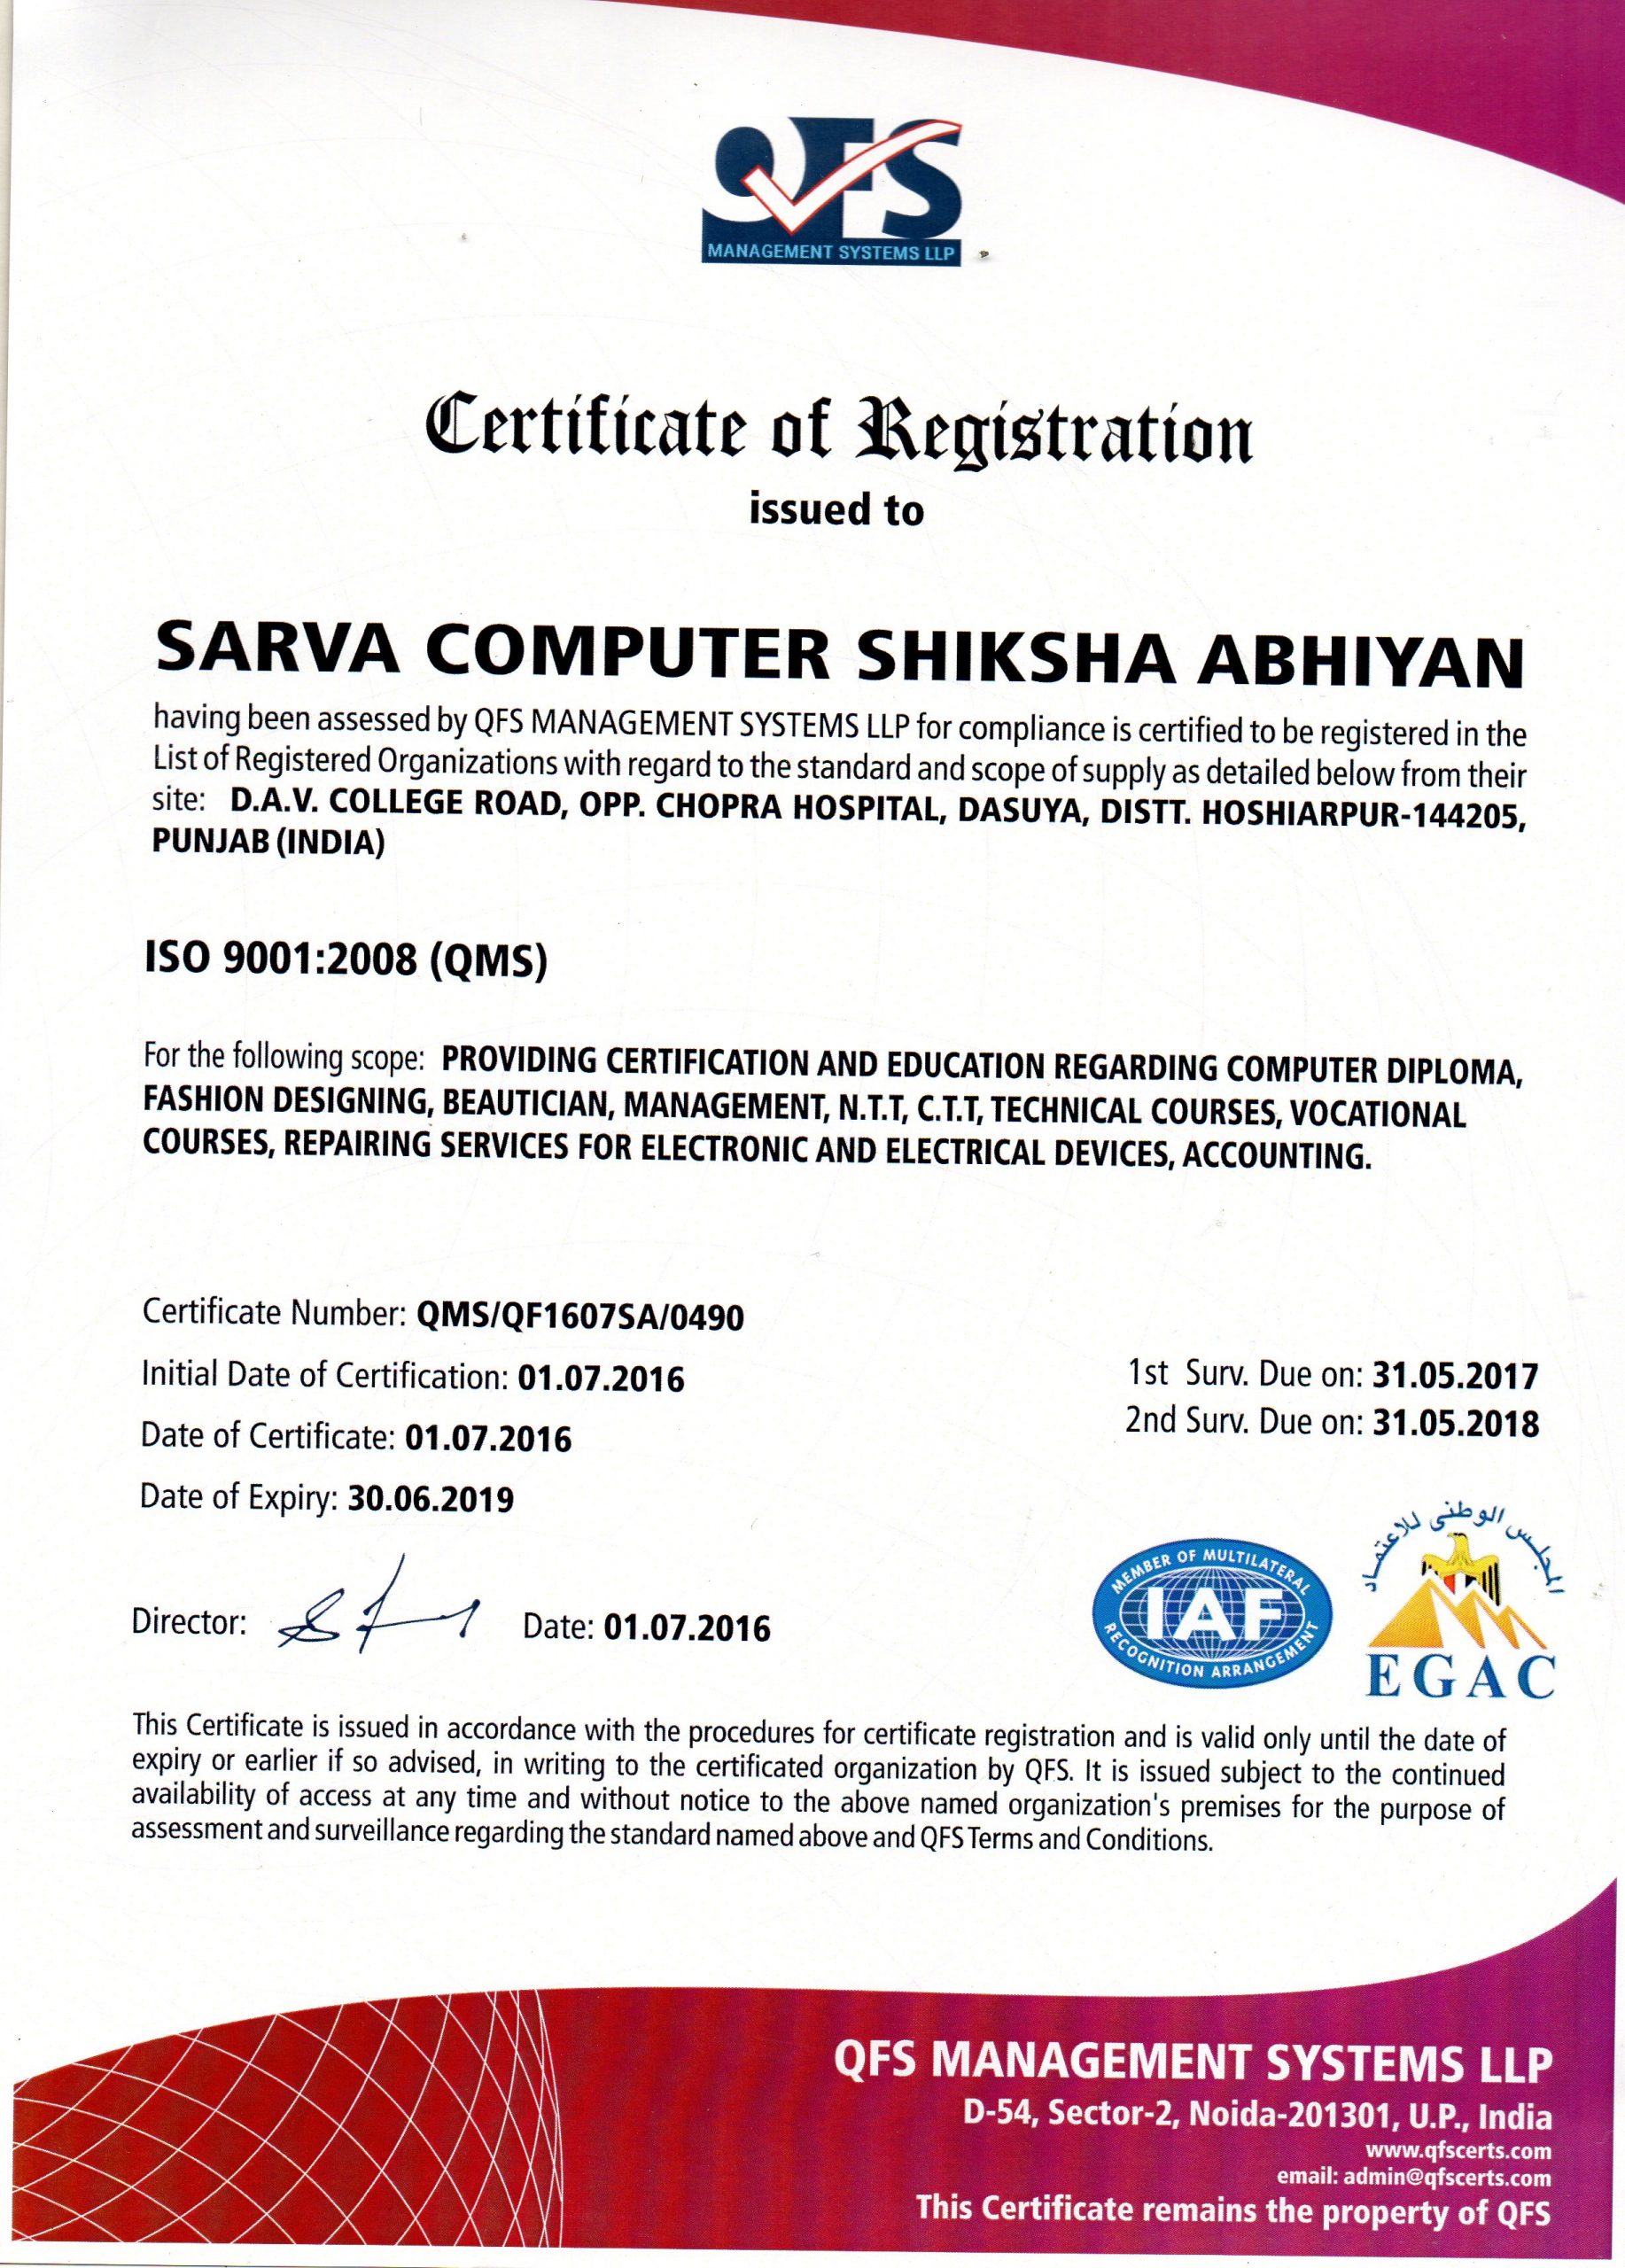 QFS
MANAGEMENT SYSTEMS LLP
Certificate of Registration
issued to
SARVA COMPUTER SHIKSHA ABHIYAN
having been assessed by QFS MANAGEMENT SYSTEMS LLP for compliance is certified to be registered in the
List of Registered Organizations with regard to the standard and scope of supply as detailed below from their
site: D.A.V. COLLEGE ROAD, OPP. CHOPRA HOSPITAL, DASUYA, DISTT. HOSHIARPUR-144205,
PUNJAB (INDIA)
ISO 9001:2008 (QMS)
For the following scope: PROVIDING CERTIFICATION AND EDUCATION REGARDING COMPUTER DIPLOMA,
FASHION DESIGNING, BEAUTICIAN, MANAGEMENT, N.T.T, C.T.T, TECHNICAL COURSES, VOCATIONAL
COURSES, REPAIRING SERVICES FOR ELECTRONIC AND ELECTRICAL DEVICES, ACCOUNTING.
Certificate Number: QMS/QF1607SA/0490
Initial Date of Certification: 01.07.2016
1st Surv. Due on: 31.05.2017
Date of Certificate: 01.07.2016
2nd Surv. Due on: 31.05.2018
Date of Expiry: 30.06.2019
Director:
Date: 01.07.2016
MEMBER OF MULTILATERAL
IAF
RECOGNITION ARRANGEMENT
المجلس الوطنى للاعتماد
EGAC
This Certificate is issued in accordance with the procedures for certificate registration and is valid only until the date of
expiry or earlier if so advised, in writing to the certificated organization by QFS. It is issued subject to the continued
availability of access at any time and without notice to the above named organization's premises for the purpose of
assessment and surveillance regarding the standard named above and QFS Terms and Conditions.
QFS MANAGEMENT SYSTEMS LLP
D-54, Sector-2, Noida-201301, U.P., India
www.qfscerts.com
email: admin@qfscerts.com
This Certificate remains the property of QFS